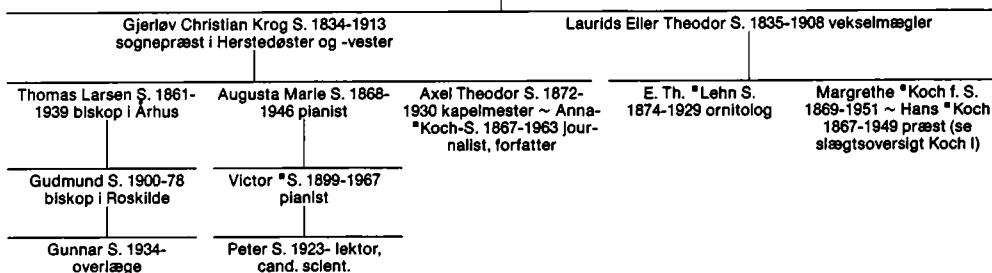 Gjerløv Christian Krog S. 1834-1913
sognepræst i Herstedøster og -vester
Laurids Eiler Theodor S. 1835-1908 vekselmægler
Thomas Larsen S. 1861-
1939 biskop i Århus
Augusta Marie S. 1868-
1946 pianist
Axel Theodor S. 1872-
1930 kapelmester ~ Anna-
*Koch-S. 1867-1963 jour-
nalist, forfatter
E. Th. *Lehn S.
1874-1929 ornitolog
Margrethe *Koch f. S.
1869-1951 ~ Hans *Koch
1867-1949 præst (se
slægtsoversigt Koch I)
Gudmund S. 1900-78
biskop i Roskilde
Victor *S. 1899-1967
pianist
Gunnar S. 1934-
overlæge
Peter S. 1923- lektor,
cand. scient.